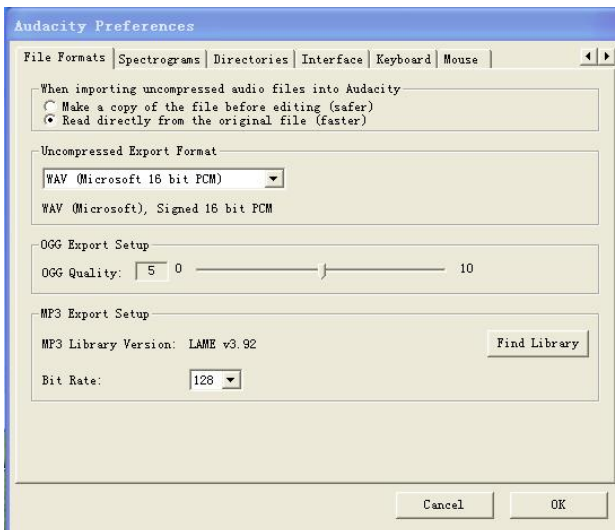 Audacity Preferences
File Formats Spectrograms Directories Interface Keyboard Mouse
When importing uncompressed audio files into Audacity
Make a copy of the file before editing (safer)
Read directly from the original file (faster)
Uncompressed Export Format
WAV (Microsoft 16 bit PCM)
WAV (Microsoft), Signed 16 bit PCM
OGG Export Setup
OGG Quality: 5 0 10
MP3 Export Setup
MP3 Library Version: LAME v3.92 Find Library
Bit Rate: 128
Cancel OK